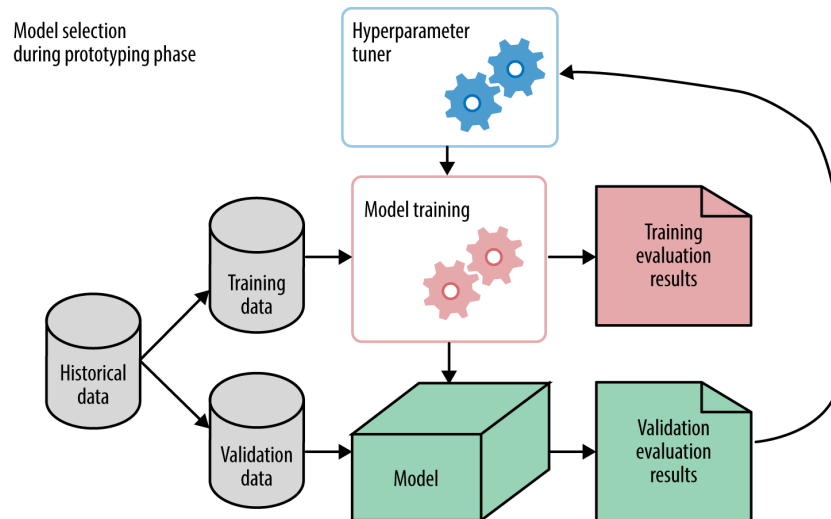 Model selection
during prototyping phase
Hyperparameter
tuner
Model training
Training
data
Training
evaluation
results
Historical
data
Validation
data
Model
Validation
evaluation
results